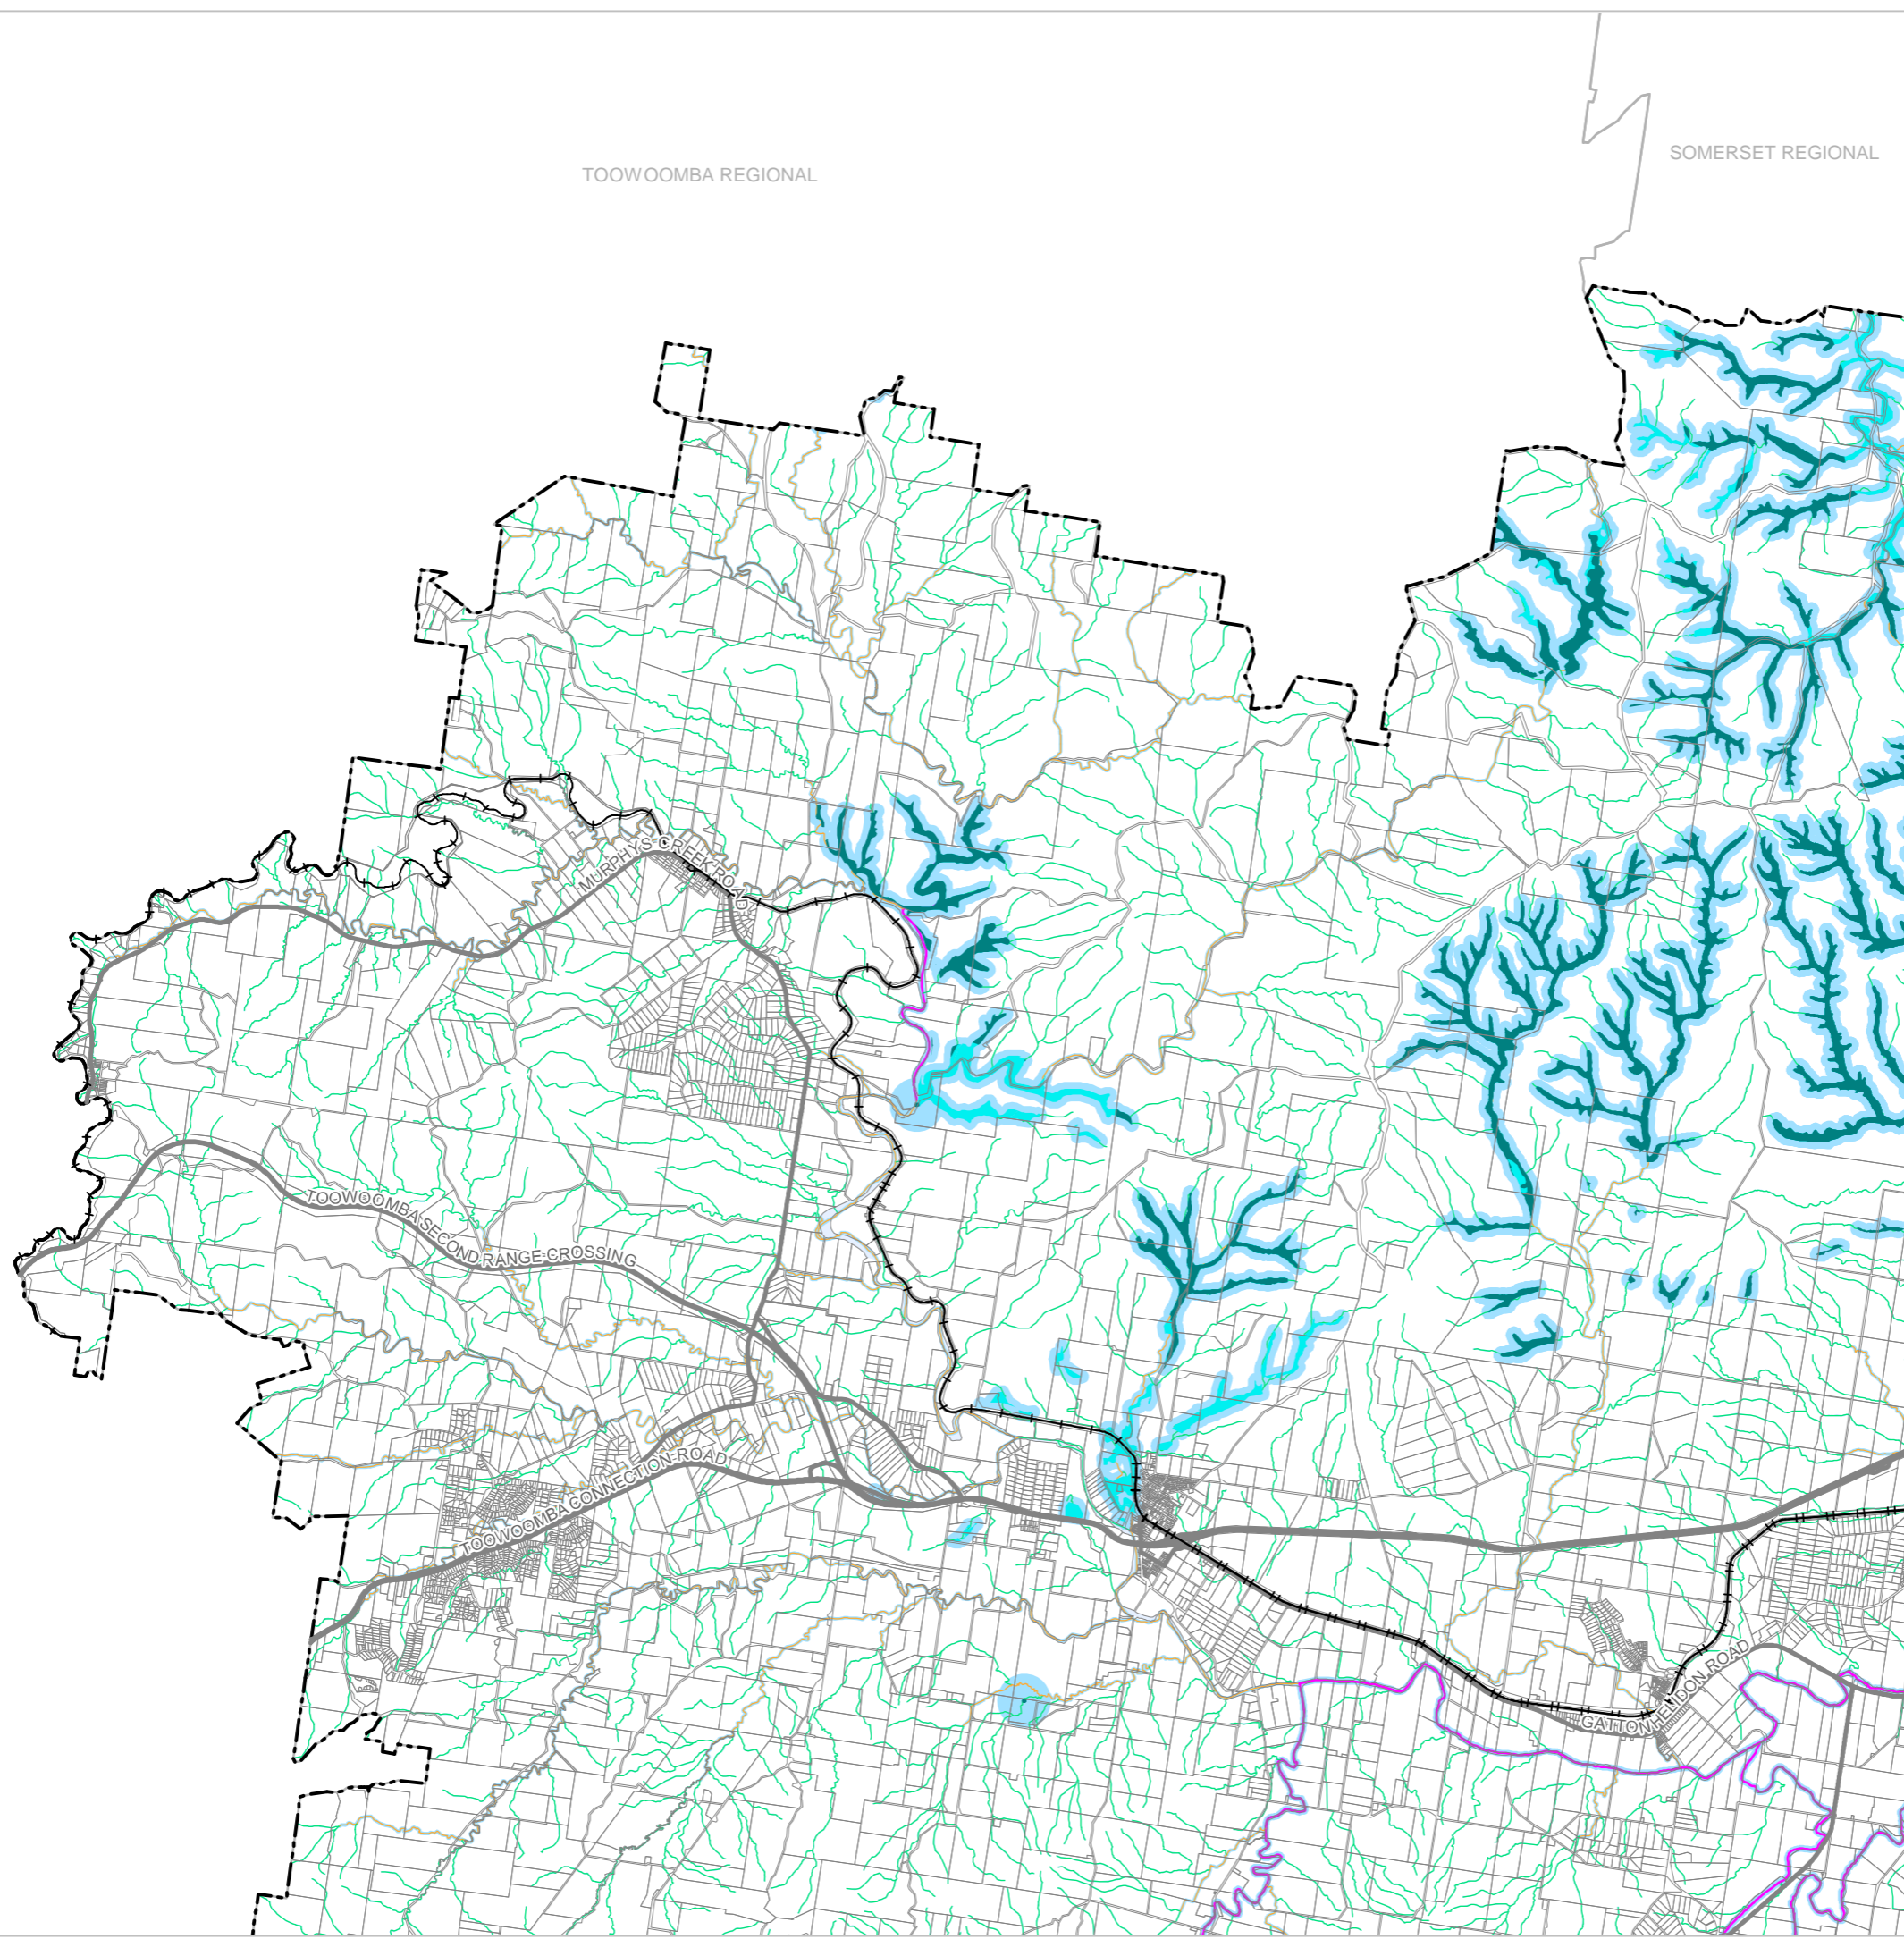 SOMERSET REGIONAL
TOOWOOMBA REGIONAL
MURPHYS CREEK ROAD
TOOWOOMBA SECOND RANGE CROSSING
TOOWOOMBA CONNECTION ROAD
GATTON HELIDON ROAD